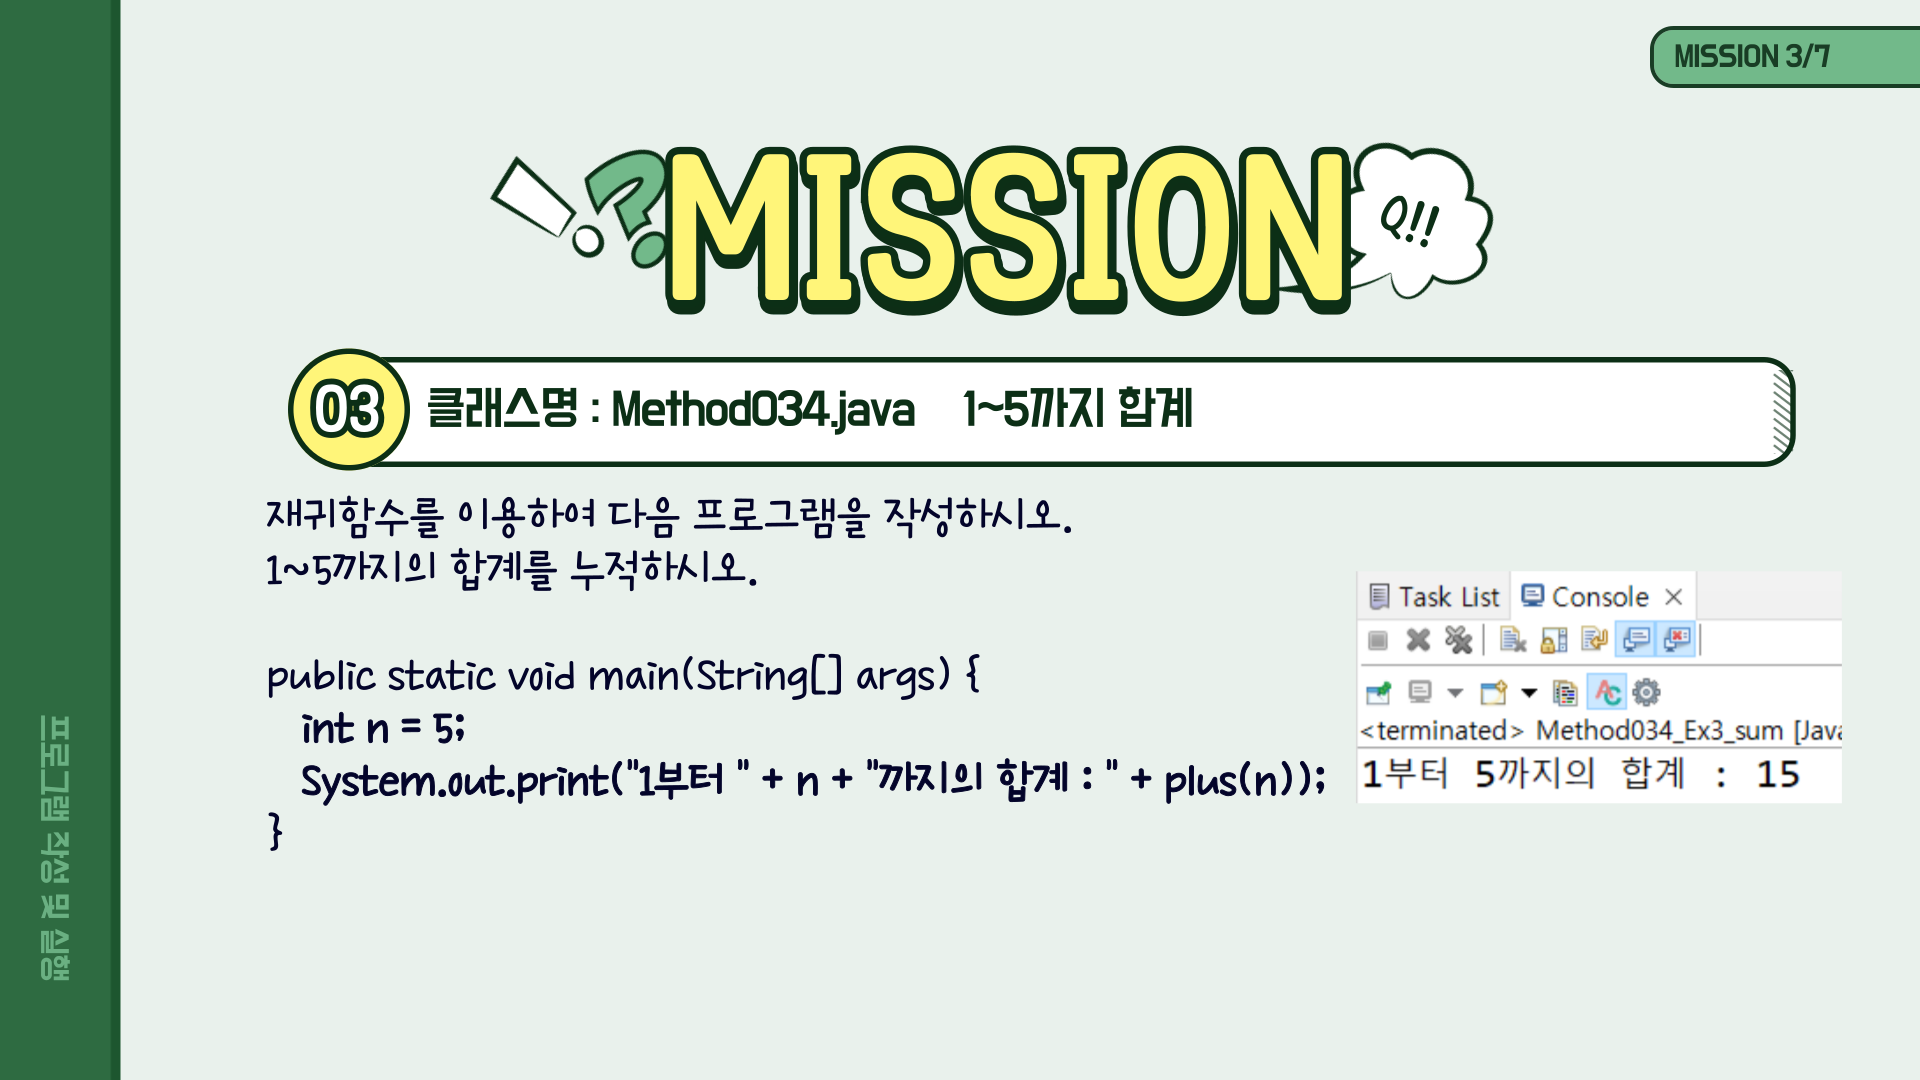 MISSION 3/7
MISSION
Q!!
03
클래스명 : Method034.java 1~5까지 합계
재귀함수를 이용하여 다음 프로그램을 작성하시오.
1~5까지의 합계를 누적하시오.
public static void main(String[] args) {
int n = 5;
System.out.print("1부터 " + n + "까지의 합계 : " + plus(n));
}
Task List Console
<terminated> Method034_Ex3_sum [Java
1부터 5까지의 합계 : 15
프로그램 작성 및 실행